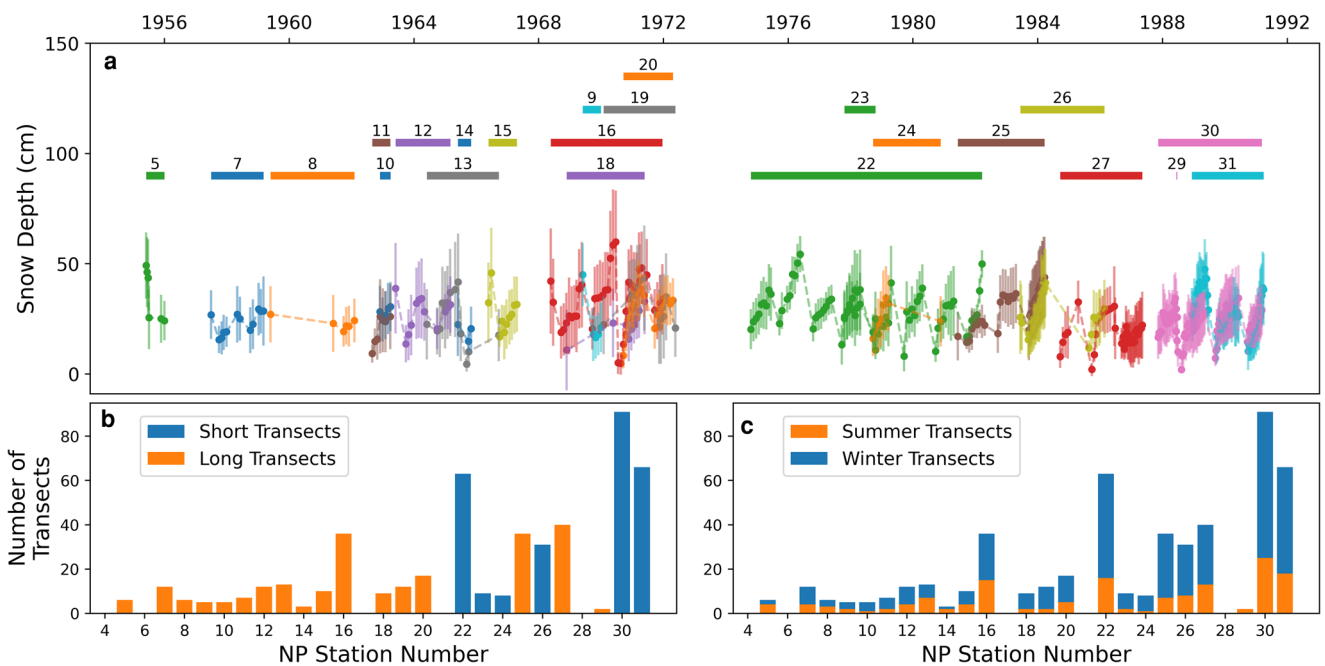 1956 1960 1964 1968 1972 1976 1980 1984 1988 1992
150
a
20
9 19 23 26
11 12 14 15 16 24 25 30
100
5 7 8 10 13 18 22 27 29 31
Snow Depth (cm)
50
0
b
Short Transects
Long Transects
80
60
40
20
0
Number of
Transects
4 6 8 10 12 14 16 18 20 22 24 26 28 30
NP Station Number
c
Summer Transects
Winter Transects
80
60
40
20
0
4 6 8 10 12 14 16 18 20 22 24 26 28 30
NP Station Number